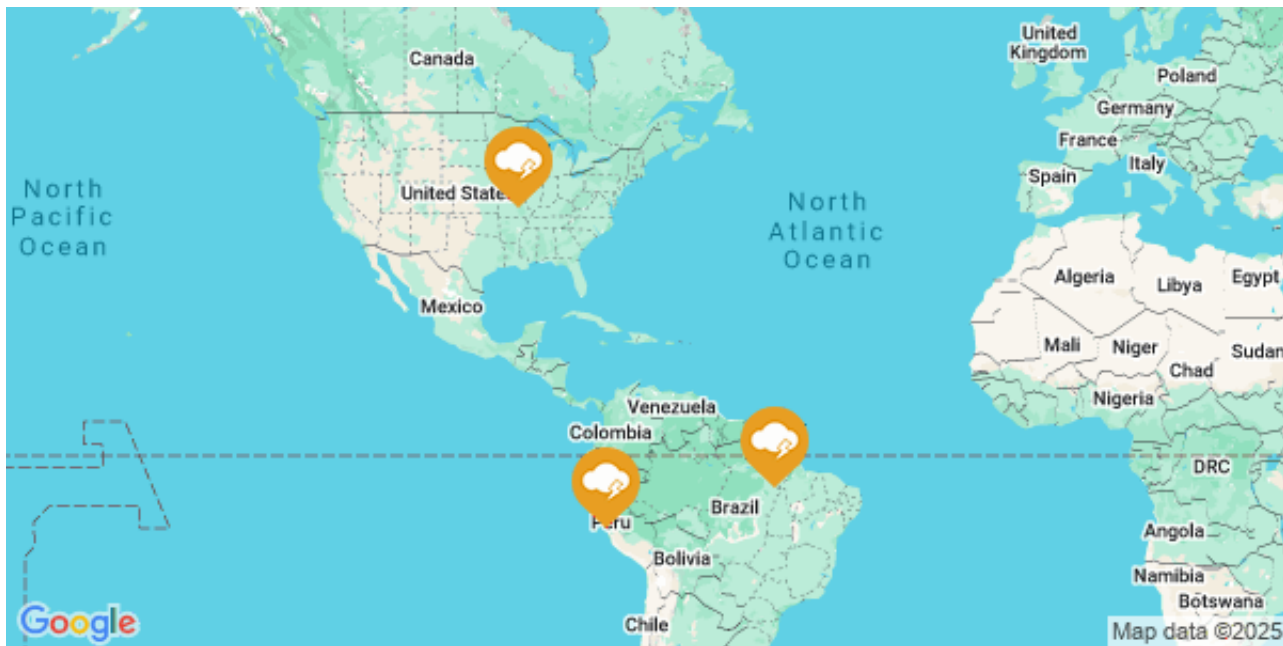 Canada
United
Kingdom
Poland
Germany
France
Italy
Spain
North
Pacific
Ocean
United States
North
Atlantic
Ocean
Algeria
Libya
Egypt
Mexico
Mali
Niger
Sudan
Chad
Nigeria
Venezuela
Colombia
DRC
Brazil
Peru
Angola
Bolivia
Namibia
Botswana
Chile
Google
Map data ©2025